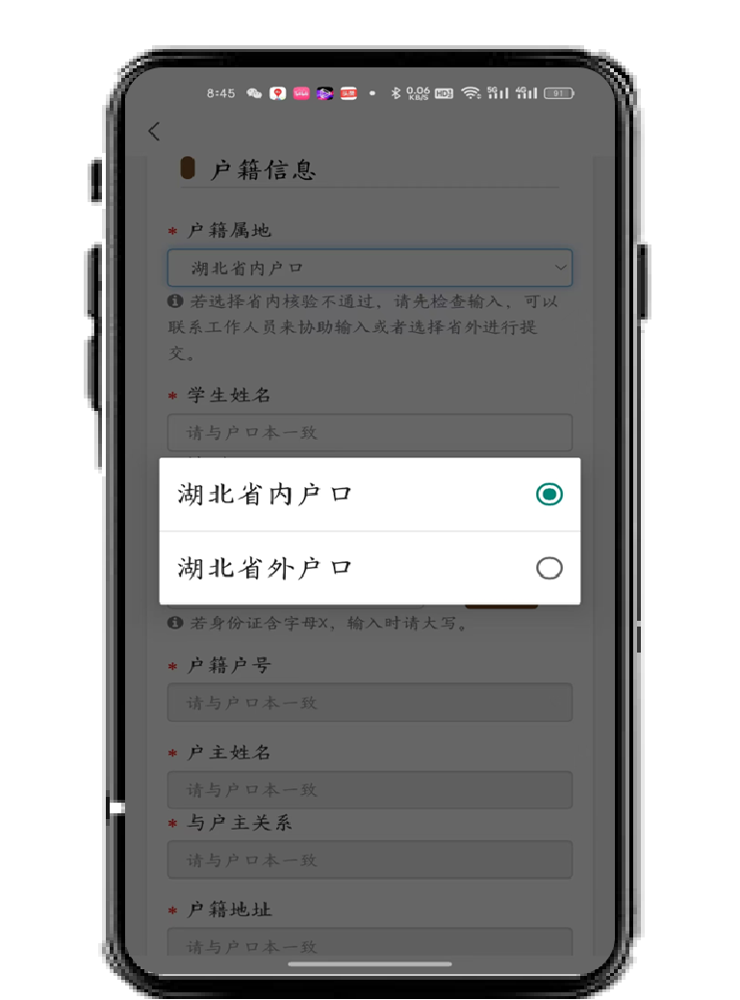 8:45
0.06 KB/S HD 5G 4G 91
户籍信息
* 户籍属地
湖北省内户口
若选择省内核验不通过，请先检查输入，可以
联系工作人员来协助输入或者选择省外进行提
交。
* 学生姓名
请与户口本一致
湖北省内户口
湖北省外户口
若身份证含字母X，输入时请大写。
* 户籍户号
请与户口本一致
* 户主姓名
请与户口本一致
* 与户主关系
请与户口本一致
* 户籍地址
请与户口本一致